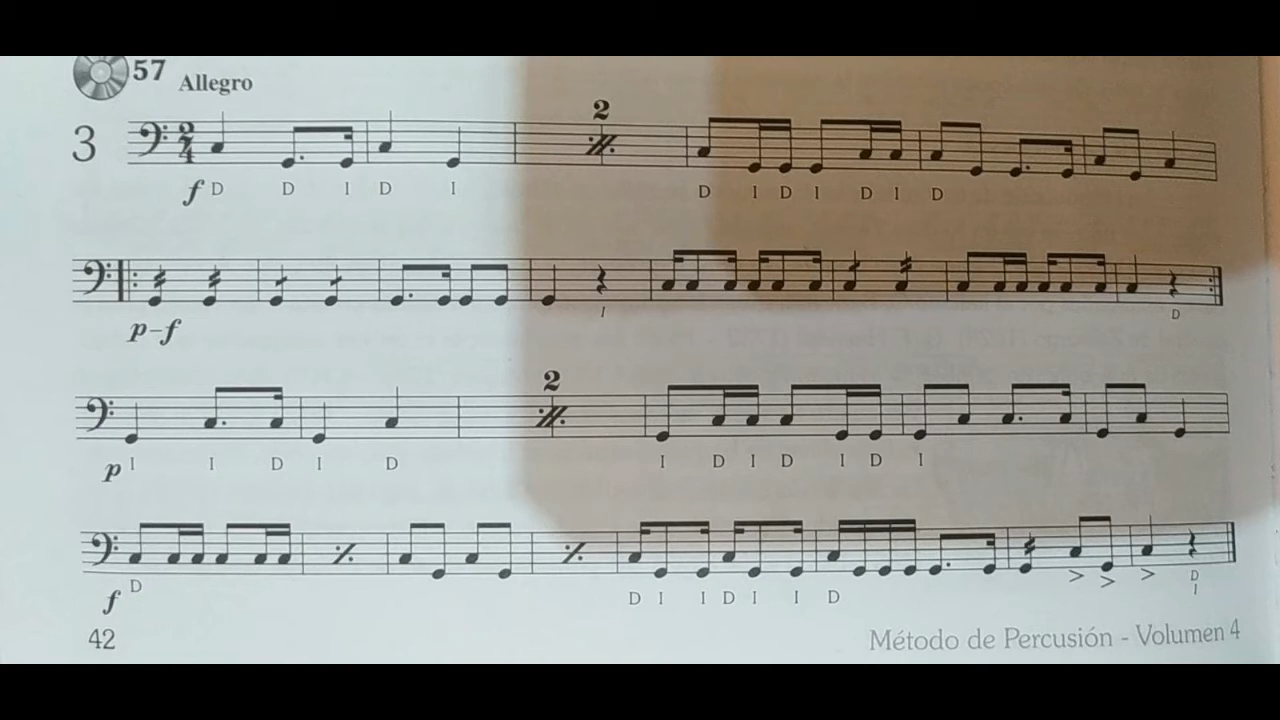 57 Allegro
2
3 2 4
f D D I D I D I D I D I D
p-f I D
2
p I I D I D I D I D I D I
f D D I I D I I D > > > D I
42 Método de Percusión - Volumen 4